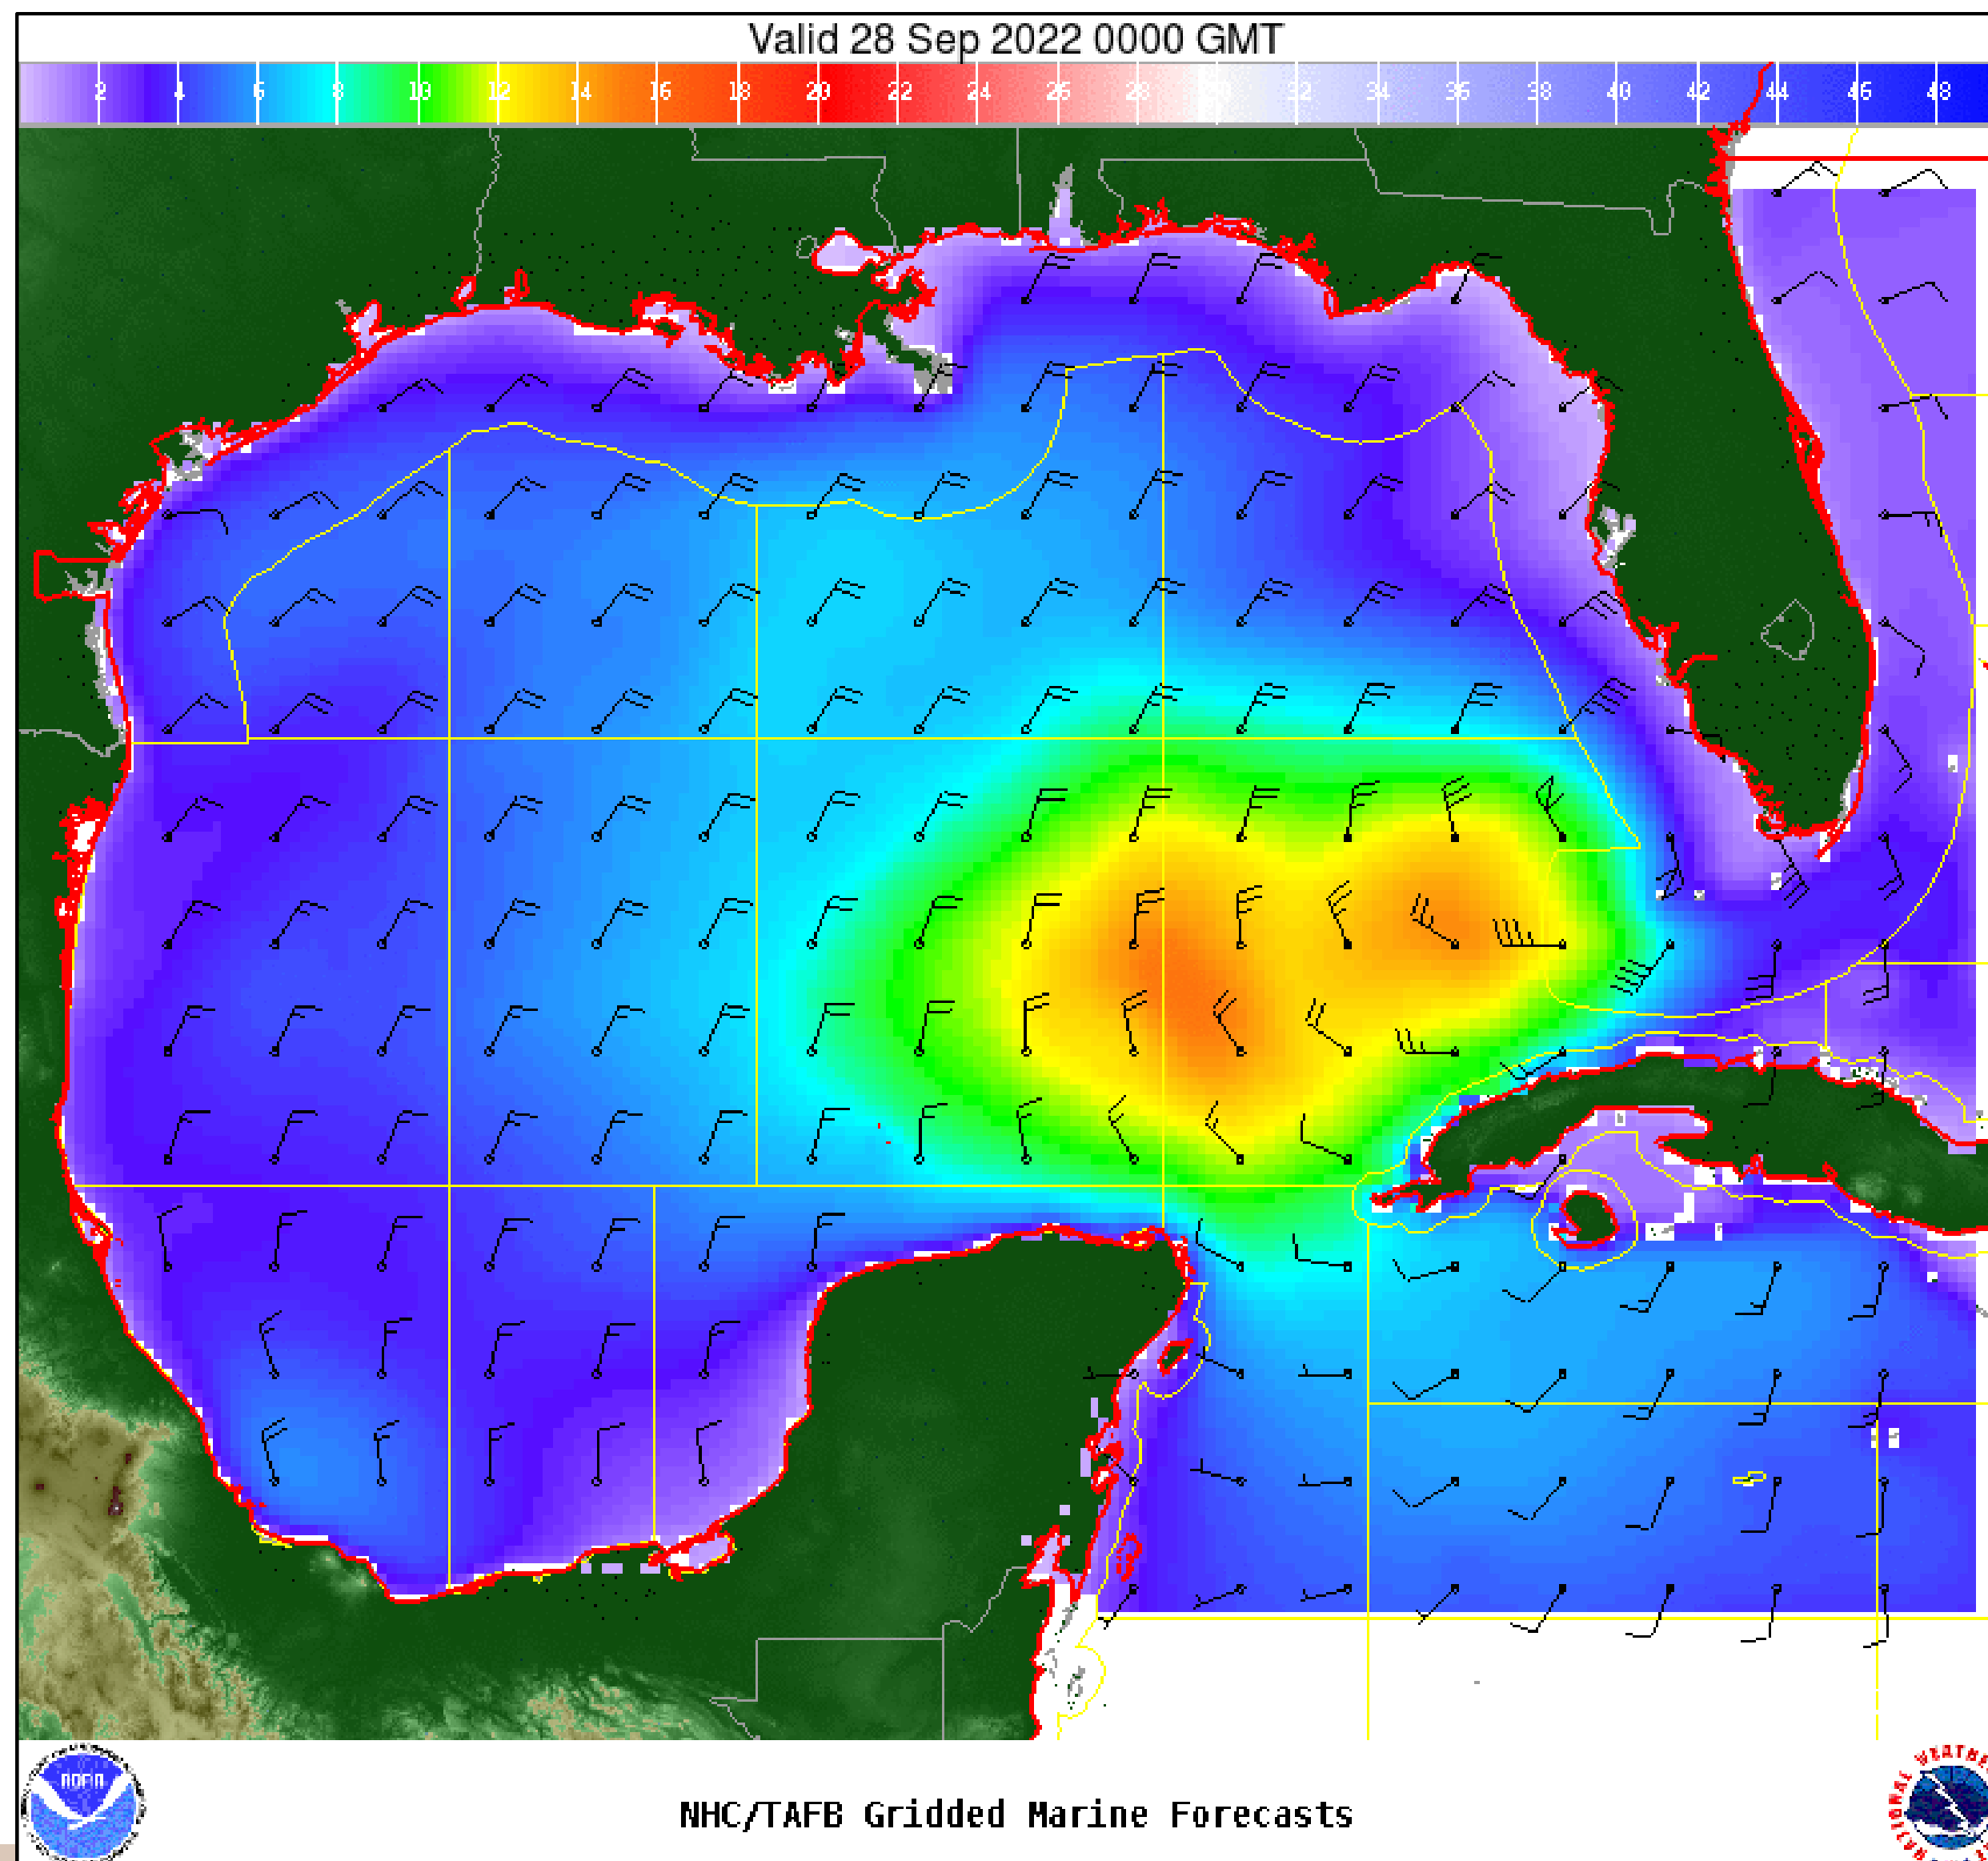 Valid 28 Sep 2022 0000 GMT
2 4 6 8 10 12 14 16 18 20 22 24 26 28 30 32 34 36 38 40 42 44 46 48
NOAA
NHC/TAFB Gridded Marine Forecasts